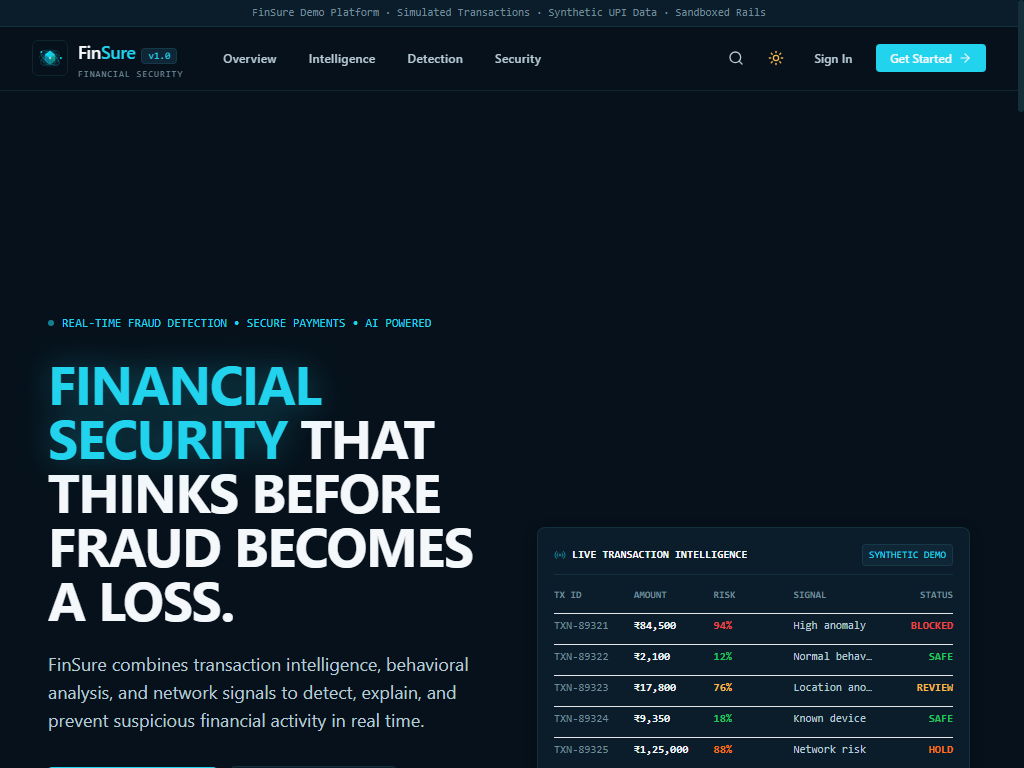 FinSure Demo Platform · Simulated Transactions · Synthetic UPI Data · Sandboxed Rails
FinSure v1.0
FINANCIAL SECURITY
Overview
Intelligence
Detection
Security
Sign In
Get Started →
REAL-TIME FRAUD DETECTION • SECURE PAYMENTS • AI POWERED
FINANCIAL
SECURITY THAT
THINKS BEFORE
FRAUD BECOMES
A LOSS.
FinSure combines transaction intelligence, behavioral
analysis, and network signals to detect, explain, and
prevent suspicious financial activity in real time.
LIVE TRANSACTION INTELLIGENCE SYNTHETIC DEMO
TX ID AMOUNT RISK SIGNAL STATUS
TXN-89321 ₹84,500 94% High anomaly BLOCKED
TXN-89322 ₹2,100 12% Normal behav… SAFE
TXN-89323 ₹17,800 76% Location ano… REVIEW
TXN-89324 ₹9,350 18% Known device SAFE
TXN-89325 ₹1,25,000 88% Network risk HOLD